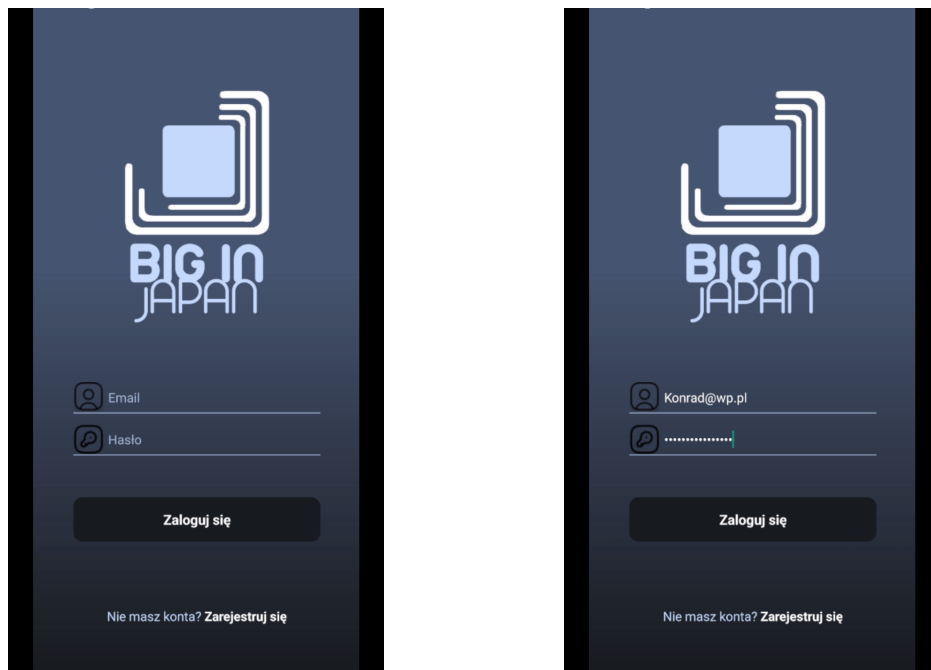 BIG IN
JAPAN
Email
Hasło
Zaloguj się
Nie masz konta? Zarejestruj się
BIG IN
JAPAN
Konrad@wp.pl
••••••••••••••••
Zaloguj się
Nie masz konta? Zarejestruj się